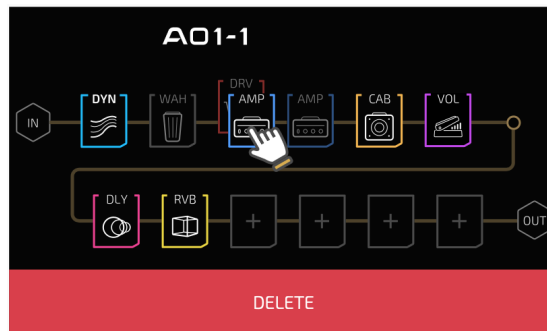 A01-1
DRV
IN DYN WAH AMP AMP CAB VOL
DLY RVB + + + + OUT
DELETE